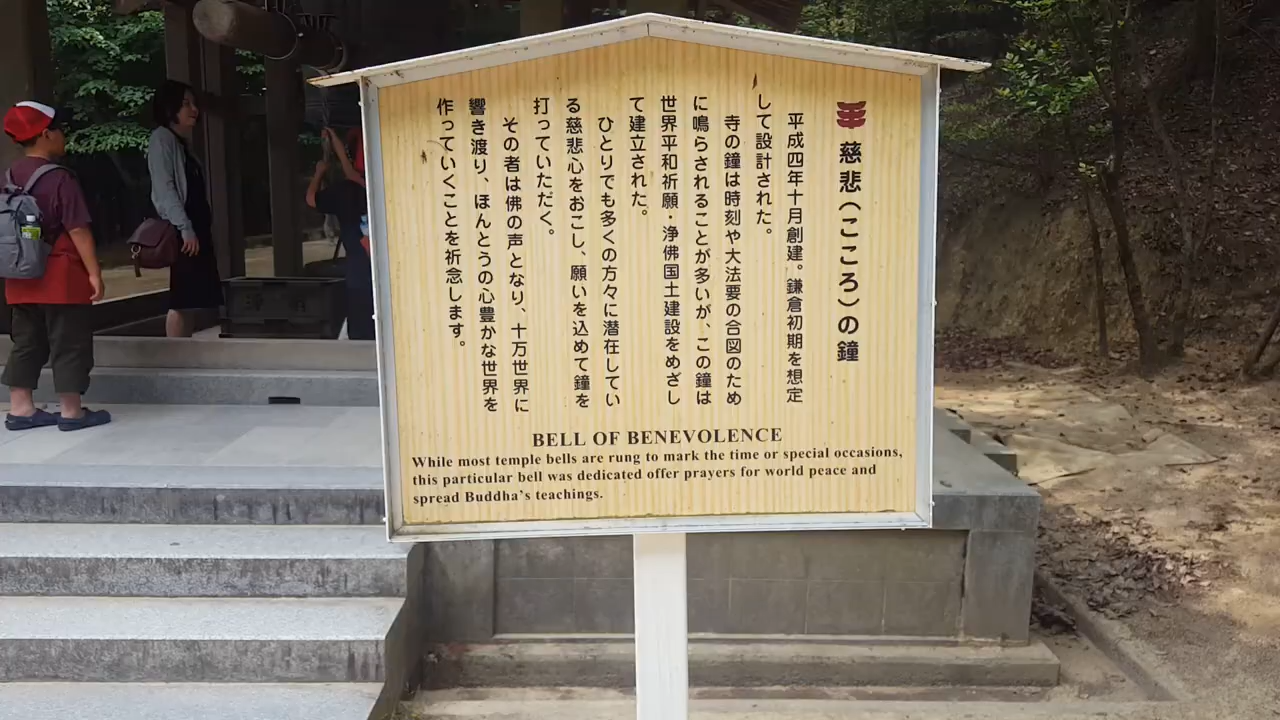 慈悲（こころ）の鐘
平成四年十月創建。鎌倉初期を想定
して設計された。
寺の鐘は時刻や大法要の合図のため
に鳴らされることが多いが、この鐘は
世界平和祈願・浄佛国土建設をめざし
て建立された。
ひとりでも多くの方々に潜在してい
る慈悲心をおこし、願いを込めて鐘を
打っていただく。
その者は佛の声となり、十万世界に
響き渡り、ほんとうの心豊かな世界を
作っていくことを祈念します。
BELL OF BENEVOLENCE
While most temple bells are rung to mark the time or special occasions,
this particular bell was dedicated offer prayers for world peace and
spread Buddha's teachings.